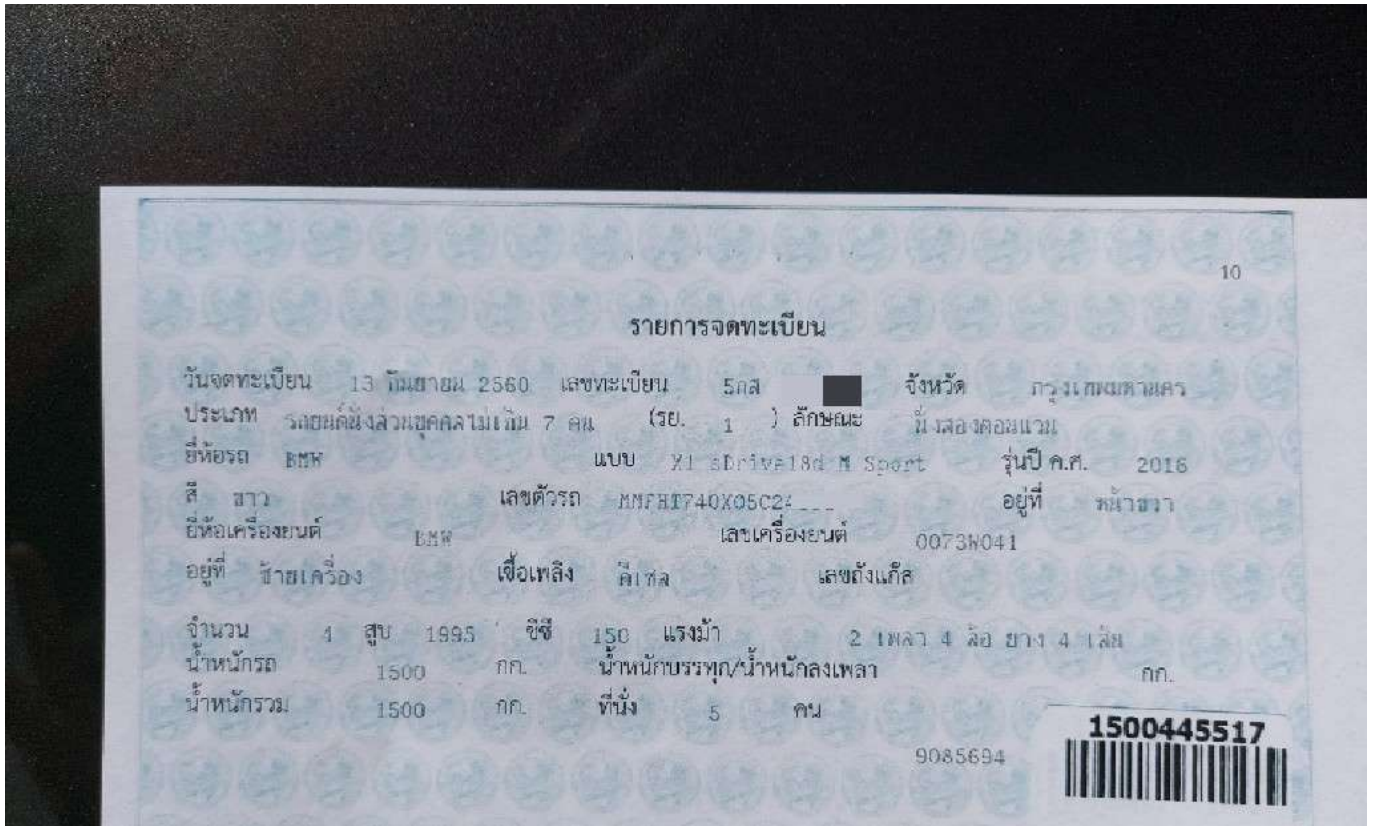 10
รายการจดทะเบียน
วันจดทะเบียน 13 กันยายน 2560 เลขทะเบียน 5กส จังหวัด กรุงเทพมหานคร
ประเภท รถยนต์นั่งส่วนบุคคลไม่เกิน 7 คน (รย. 1 ) ลักษณะ นั่งสองตอนแวน
ยี่ห้อรถ BMW แบบ X1 sDrive18d M Sport รุ่นปี ค.ศ. 2016
สี ขาว เลขตัวรถ อยู่ที่ หน้าขวา
ยี่ห้อเครื่องยนต์ BMW เลขเครื่องยนต์
อยู่ที่ ซ้ายเครื่อง เชื้อเพลิง ดีเซล เลขถังแก๊ส
จำนวน 4 สูบ 1995 ซีซี 150 แรงม้า 2 เพลา 4 ล้อ ยาง 4 เส้น
น้ำหนักรถ 1500 กก. น้ำหนักบรรทุก/น้ำหนักลงเพลา กก.
น้ำหนักรวม 1500 กก. ที่นั่ง 5 คน
1500445517
9085694